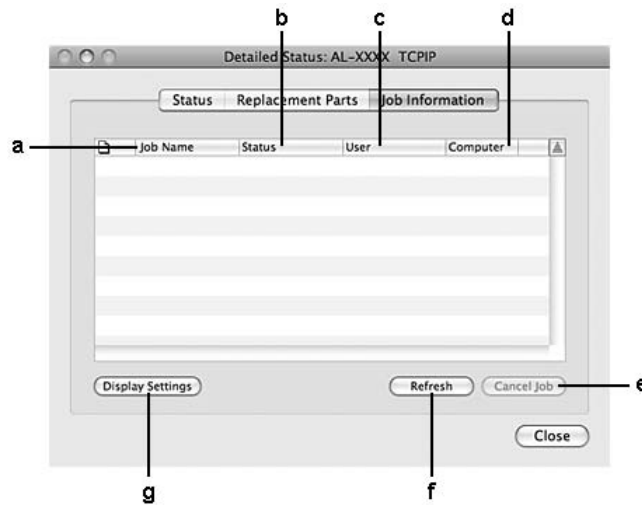 b c d
Detailed Status: AL-XXXX TCPIP
Status Replacement Parts Job Information
a Job Name Status User Computer
Display Settings Refresh Cancel Job e
Close
g f